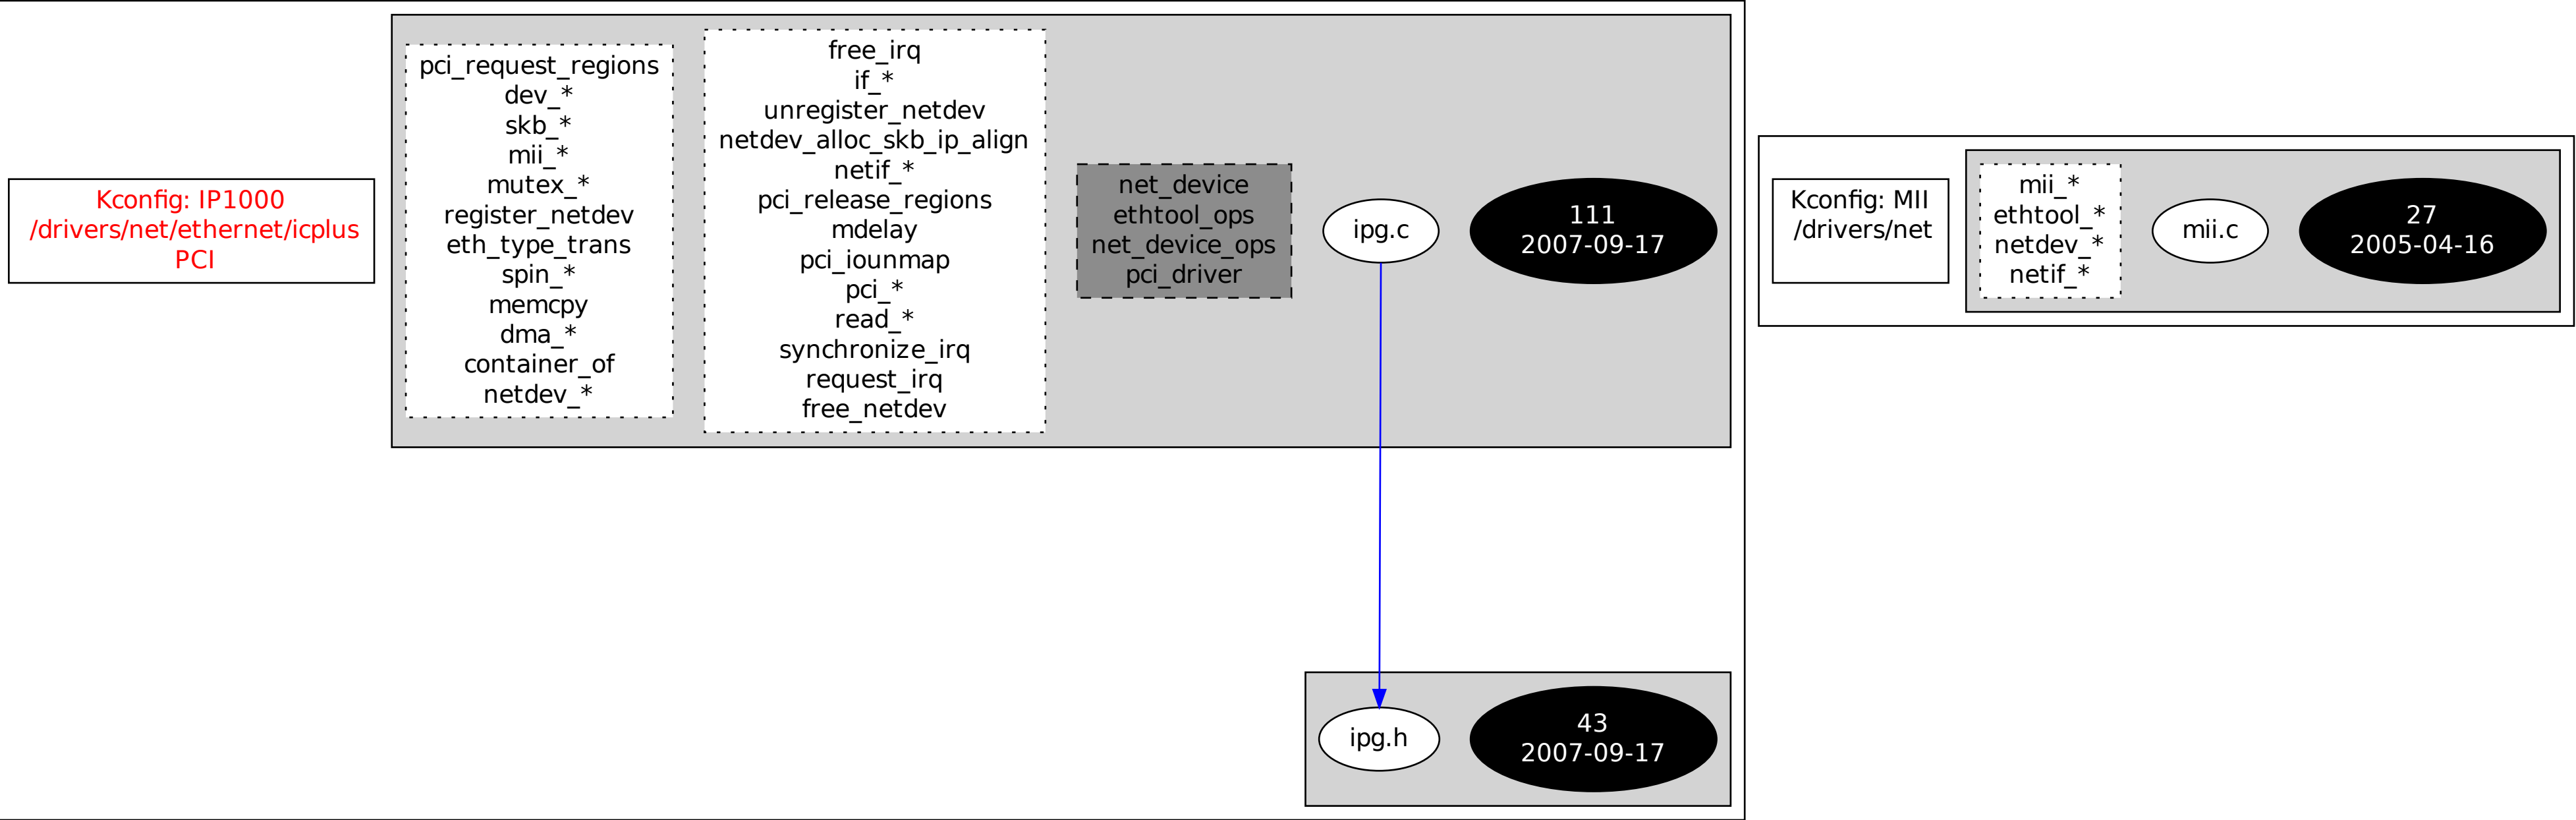 Kconfig: IP1000
/drivers/net/ethernet/icplus
PCI
pci_request_regions
dev_*
skb_*
mii_*
mutex_*
register_netdev
eth_type_trans
spin_*
memcpy
dma_*
container_of
netdev_*
free_irq
if_*
unregister_netdev
netdev_alloc_skb_ip_align
netif_*
pci_release_regions
mdelay
pci_iounmap
pci_*
read_*
synchronize_irq
request_irq
free_netdev
net_device
ethtool_ops
net_device_ops
pci_driver
ipg.c
111
2007-09-17
ipg.h
43
2007-09-17
Kconfig: MII
/drivers/net
mii_*
ethtool_*
netdev_*
netif_*
mii.c
27
2005-04-16